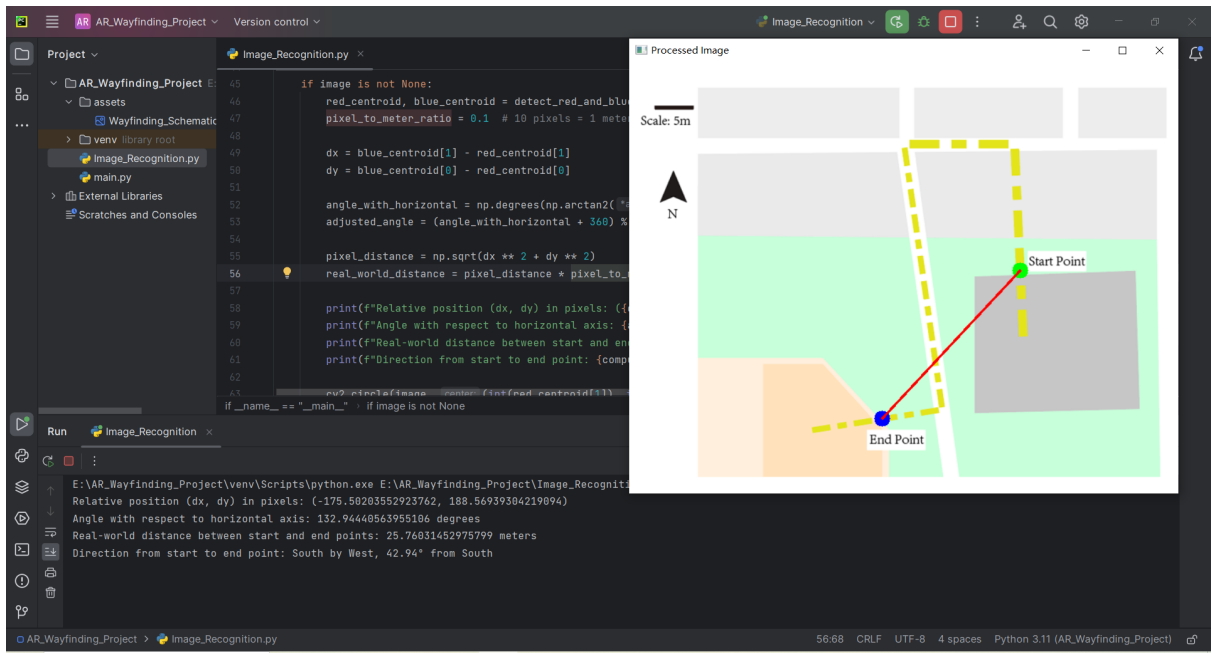 AR AR_Wayfinding_Project Version control Image_Recognition
Project
AR_Wayfinding_Project
assets
Wayfinding_Schematic
venv library root
Image_Recognition.py
main.py
External Libraries
Scratches and Consoles
Image_Recognition.py
45 if image is not None:
46 red_centroid, blue_centroid = detect_red_and_blu
47 pixel_to_meter_ratio = 0.1 # 10 pixels = 1 meter
48
49 dx = blue_centroid[1] - red_centroid[1]
50 dy = blue_centroid[0] - red_centroid[0]
51
52 angle_with_horizontal = np.degrees(np.arctan2(
53 adjusted_angle = (angle_with_horizontal + 360) %
54
55 pixel_distance = np.sqrt(dx ** 2 + dy ** 2)
56 real_world_distance = pixel_distance * pixel_to_
57
58 print(f"Relative position (dx, dy) in pixels: ({
59 print(f"Angle with respect to horizontal axis: {
60 print(f"Real-world distance between start and en
61 print(f"Direction from start to end point: {comp
62
63 cv2.circle(image, center: (int(red_centroid[1])
if __name__ == "__main__" › if image is not None
Processed Image
Scale: 5m
N
Start Point
End Point
Run Image_Recognition
E:\AR_Wayfinding_Project\venv\Scripts\python.exe E:\AR_Wayfinding_Project\Image_Recogniti
Relative position (dx, dy) in pixels: (-175.50203552923762, 188.56939304219094)
Angle with respect to horizontal axis: 132.94440563955106 degrees
Real-world distance between start and end points: 25.76031452975799 meters
Direction from start to end point: South by West, 42.94° from South
AR_Wayfinding_Project › Image_Recognition.py 56:68 CRLF UTF-8 4 spaces Python 3.11 (AR_Wayfinding_Project)